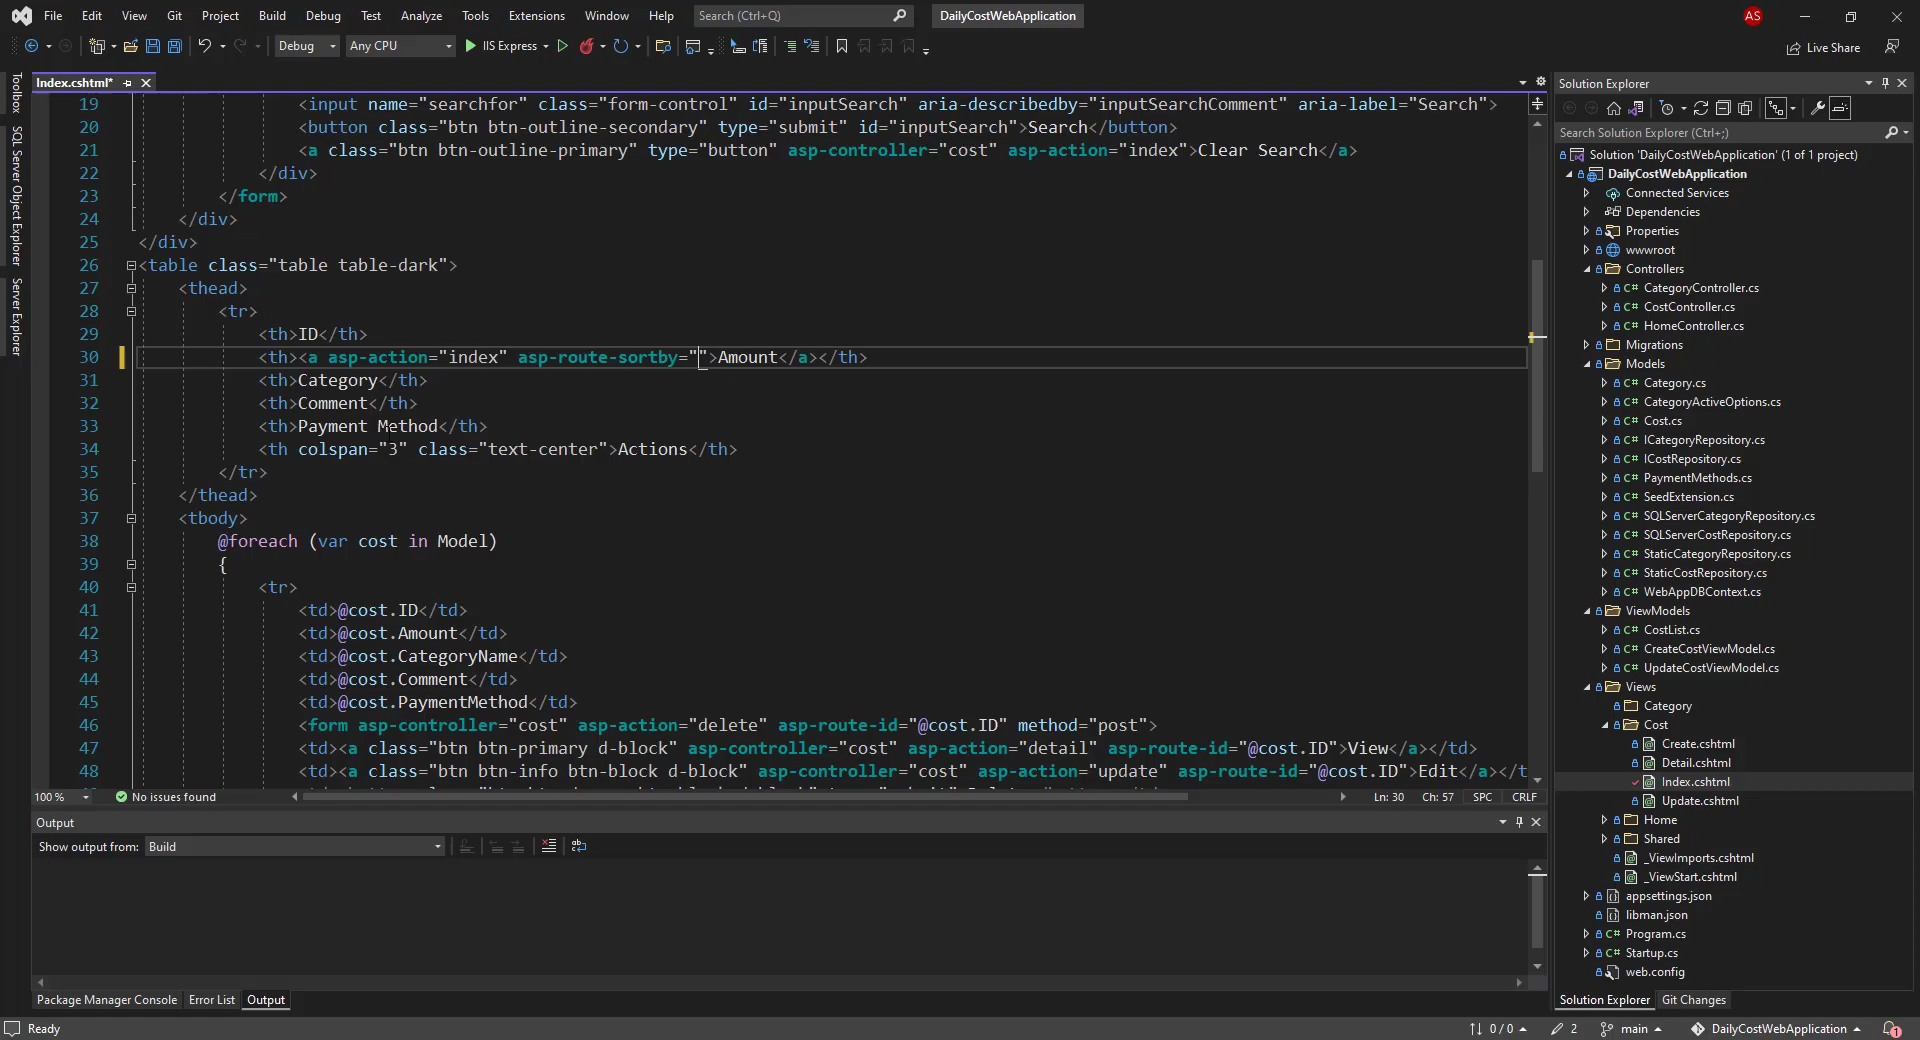 File Edit View Git Project Build Debug Test Analyze Tools Extensions Window Help Search (Ctrl+Q) DailyCostWebApplication AS
Debug Any CPU IIS Express Live Share
Toolbox
SQL Server Object Explorer
Server Explorer
Index.cshtml*
19 <input name="searchfor" class="form-control" id="inputSearch" aria-describedby="inputSearchComment" aria-label="Search">
20 <button class="btn btn-outline-secondary" type="submit" id="inputSearch">Search</button>
21 <a class="btn btn-outline-primary" type="button" asp-controller="cost" asp-action="index">Clear Search</a>
22 </div>
23 </form>
24 </div>
25 </div>
26 <table class="table table-dark">
27 <thead>
28 <tr>
29 <th>ID</th>
30 <th><a asp-action="index" asp-route-sortby="">Amount</a></th>
31 <th>Category</th>
32 <th>Comment</th>
33 <th>Payment Method</th>
34 <th colspan="3" class="text-center">Actions</th>
35 </tr>
36 </thead>
37 <tbody>
38 @foreach (var cost in Model)
39 {
40 <tr>
41 <td>@cost.ID</td>
42 <td>@cost.Amount</td>
43 <td>@cost.CategoryName</td>
44 <td>@cost.Comment</td>
45 <td>@cost.PaymentMethod</td>
46 <form asp-controller="cost" asp-action="delete" asp-route-id="@cost.ID" method="post">
47 <td><a class="btn btn-primary d-block" asp-controller="cost" asp-action="detail" asp-route-id="@cost.ID">View</a></td>
48 <td><a class="btn btn-info btn-block d-block" asp-controller="cost" asp-action="update" asp-route-id="@cost.ID">Edit</a></t
100 % No issues found Ln: 30 Ch: 57 SPC CRLF
Output
Show output from: Build
Package Manager Console Error List Output
Solution Explorer
Search Solution Explorer (Ctrl+;)
Solution 'DailyCostWebApplication' (1 of 1 project)
DailyCostWebApplication
Connected Services
Dependencies
Properties
wwwroot
Controllers
C# CategoryController.cs
C# CostController.cs
C# HomeController.cs
Migrations
Models
C# Category.cs
C# CategoryActiveOptions.cs
C# Cost.cs
C# ICategoryRepository.cs
C# ICostRepository.cs
C# PaymentMethods.cs
C# SeedExtension.cs
C# SQLServerCategoryRepository.cs
C# SQLServerCostRepository.cs
C# StaticCategoryRepository.cs
C# StaticCostRepository.cs
C# WebAppDBContext.cs
ViewModels
C# CostList.cs
C# CreateCostViewModel.cs
C# UpdateCostViewModel.cs
Views
Category
Cost
Create.cshtml
Detail.cshtml
Index.cshtml
Update.cshtml
Home
Shared
_ViewImports.cshtml
_ViewStart.cshtml
appsettings.json
libman.json
C# Program.cs
C# Startup.cs
web.config
Solution Explorer Git Changes
Ready 0 / 0 2 main DailyCostWebApplication 1